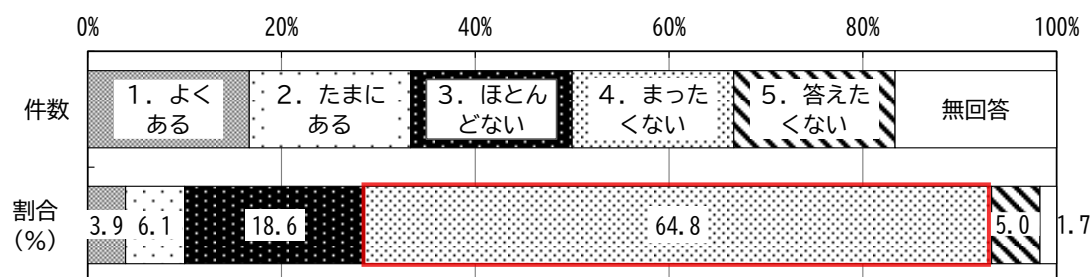 0% 20% 40% 60% 80% 100%
件数
1. よく
ある
2. たまに
ある
3. ほとん
どない
4. まった
くない
5. 答えた
くない
無回答
割合
(%)
3.9 6.1 18.6 64.8 5.0 1.7